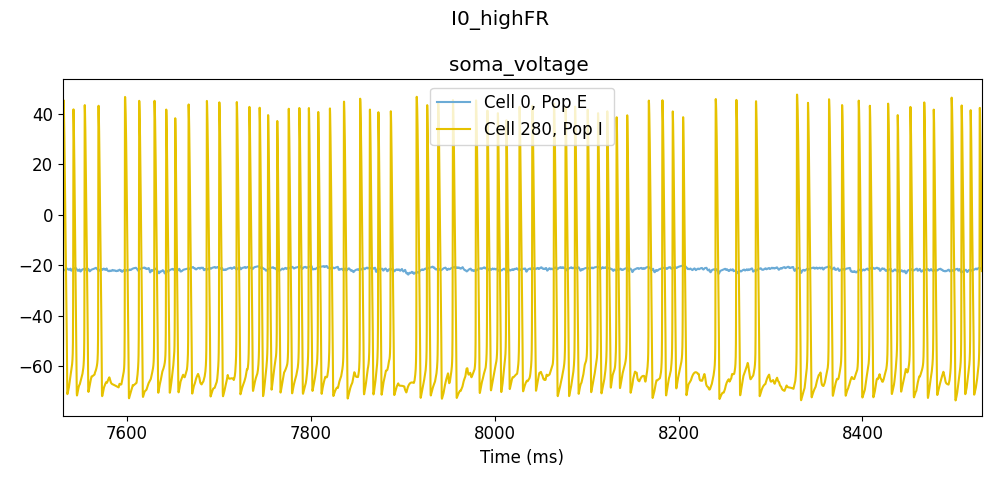 I0_highFR
soma_voltage
Cell 0, Pop E
Cell 280, Pop I
40
20
0
−20
−40
−60
7600 7800 8000 8200 8400
Time (ms)